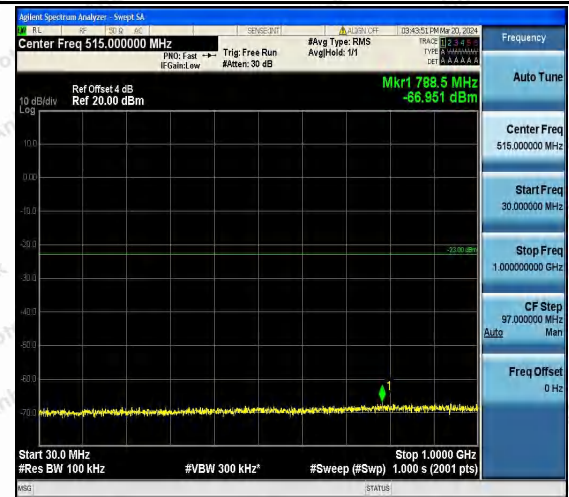 Agilent Spectrum Analyzer - Swept SA
RL RF 50 Ω AC SENSE:INT ALIGN OFF 03:43:51 PM Mar 20, 2024
Center Freq 515.000000 MHz
PNO: Fast
IFGain:Low
Trig: Free Run
#Atten: 30 dB
#Avg Type: RMS
Avg|Hold: 1/1
TRACE 1 2 3 4 5 6
TYPE A
DET A A A A A A
Mkr1 788.5 MHz
-66.951 dBm
Ref Offset 4 dB
10 dB/div Ref 20.00 dBm
Log
10.0
0.00
-10.0
-20.0
-23.00 dBm
-30.0
-40.0
-50.0
-60.0
1
-70.0
Start 30.0 MHz Stop 1.0000 GHz
#Res BW 100 kHz #VBW 300 kHz* #Sweep (#Swp) 1.000 s (2001 pts)
MSG STATUS
Frequency
Auto Tune
Center Freq
515.000000 MHz
Start Freq
30.000000 MHz
Stop Freq
1.000000000 GHz
CF Step
97.000000 MHz
Auto Man
Freq Offset
0 Hz